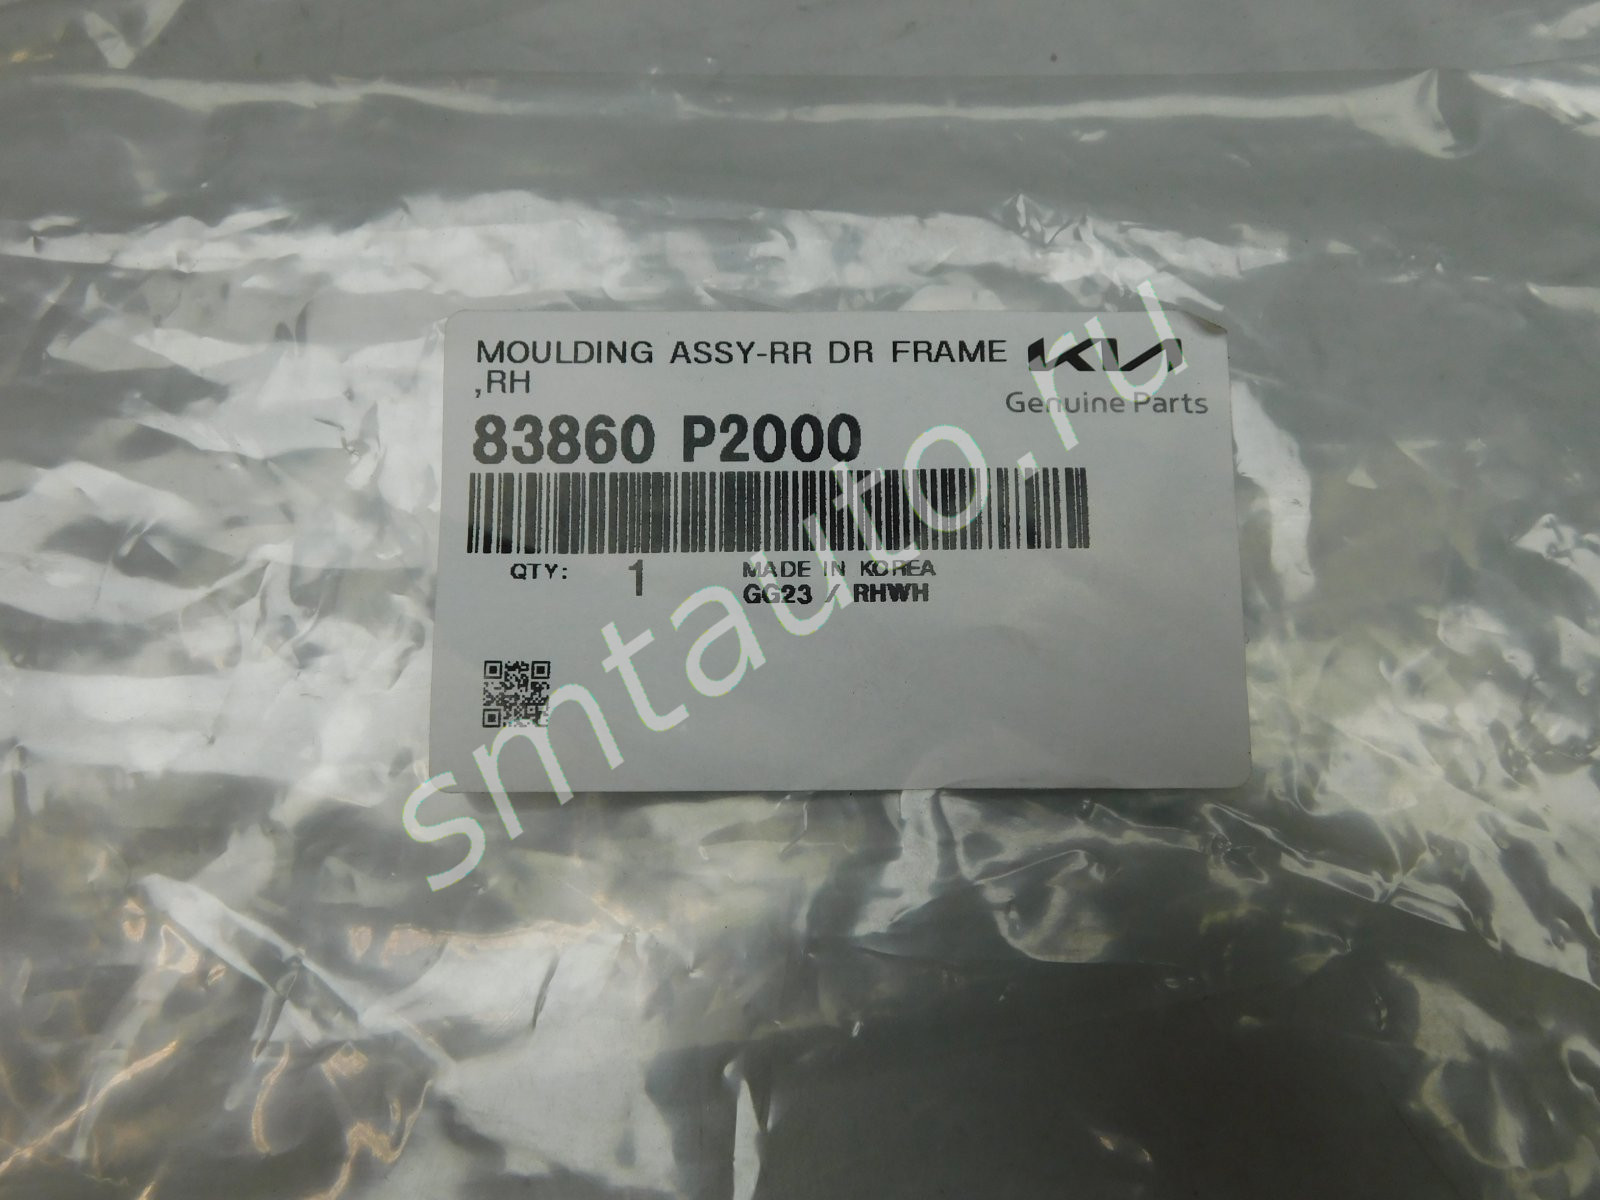 MOULDING ASSY-RR DR FRAME
,RH
KIA
Genuine Parts
83860 P2000
QTY: 1
MADE IN KOREA
GG23 / RHWH
smtauto.ru